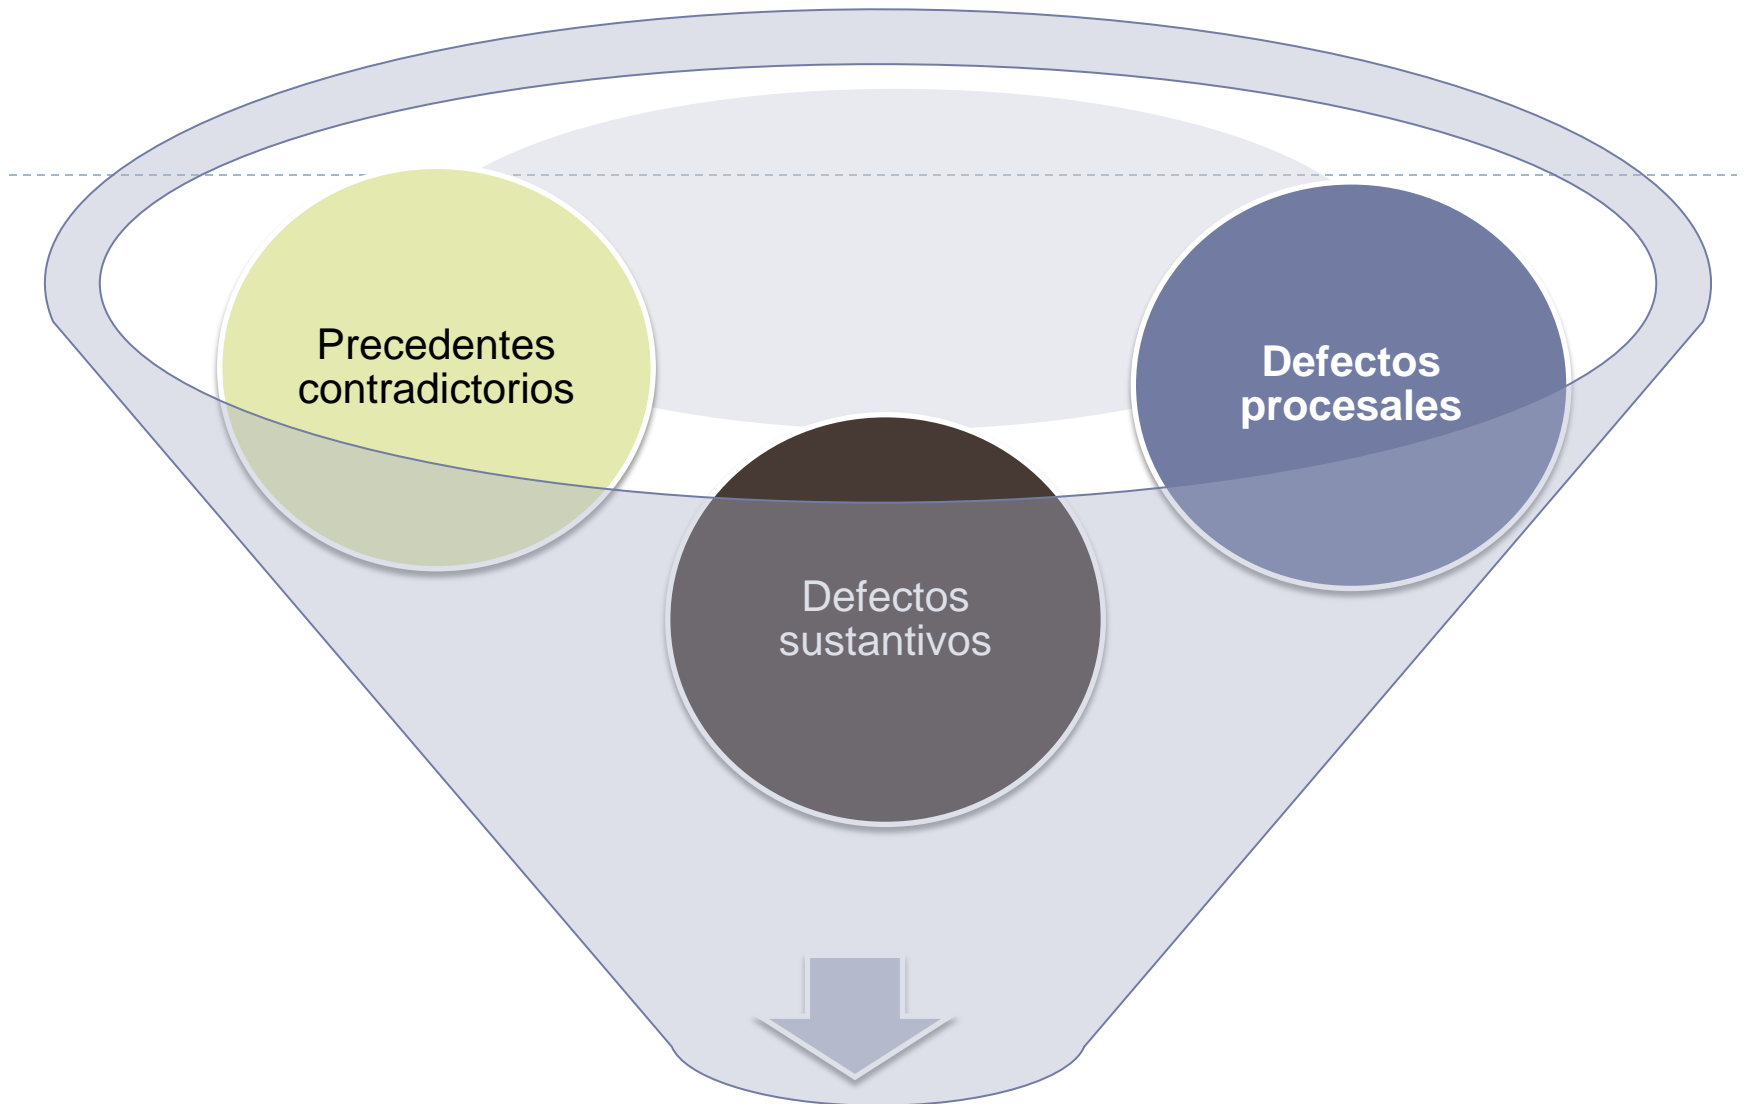 Precedentes
contradictorios
Defectos
procesales
Defectos
sustantivos